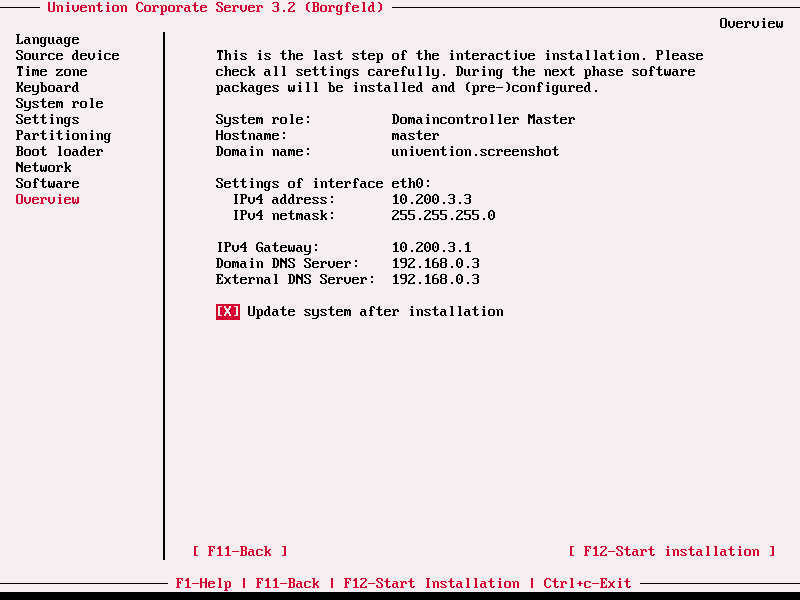 Univention Corporate Server 3.2 (Borgfeld)
Overview
Language
Source device
Time zone
Keyboard
System role
Settings
Partitioning
Boot loader
Network
Software
Overview
This is the last step of the interactive installation. Please
check all settings carefully. During the next phase software
packages will be installed and (pre-)configured.
System role: Domaincontroller Master
Hostname: master
Domain name: univention.screenshot
Settings of interface eth0:
IPv4 address: 10.200.3.3
IPv4 netmask: 255.255.255.0
IPv4 Gateway: 10.200.3.1
Domain DNS Server: 192.168.0.3
External DNS Server: 192.168.0.3
[X] Update system after installation
[ F11-Back ] [ F12-Start installation ]
F1-Help | F11-Back | F12-Start Installation | Ctrl+c-Exit